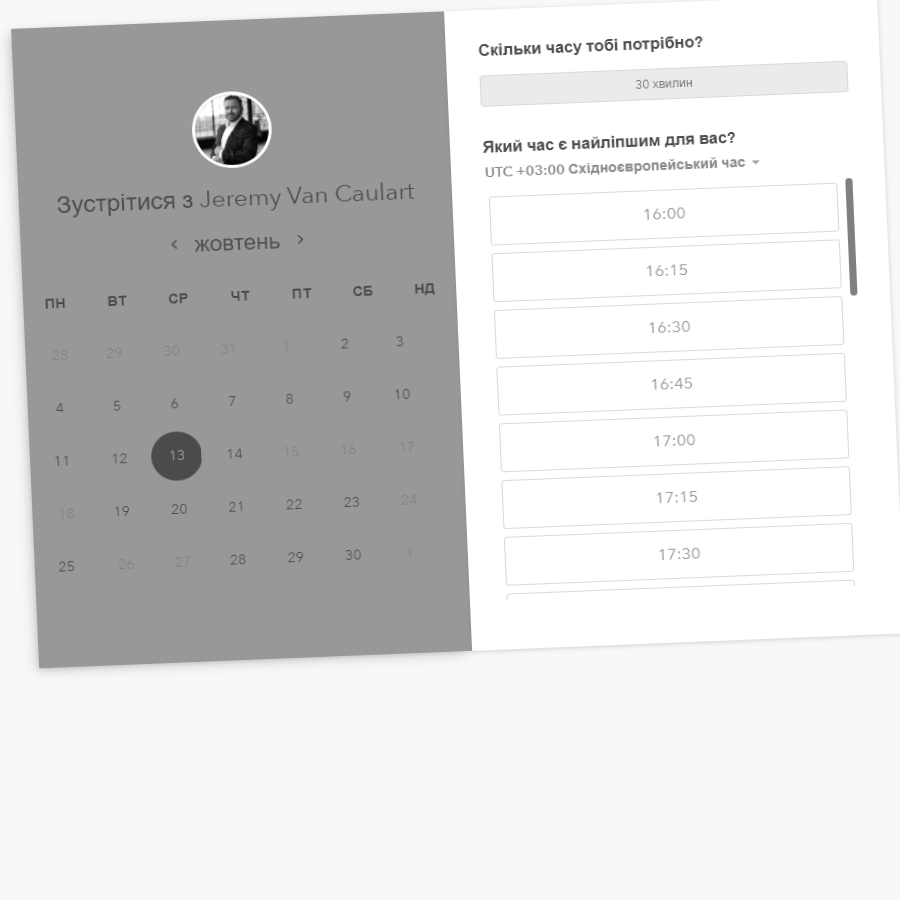 Зустрітися з Jeremy Van Caulart
жовтень
ПН ВТ СР ЧТ ПТ СБ НД
28 29 30 31 1 2 3
4 5 6 7 8 9 10
11 12 13 14 15 16 17
18 19 20 21 22 23 24
25 26 27 28 29 30 1
Скільки часу тобі потрібно?
30 хвилин
Який час є найліпшим для вас?
UTC +03:00 Східноєвропейський час
16:00
16:15
16:30
16:45
17:00
17:15
17:30